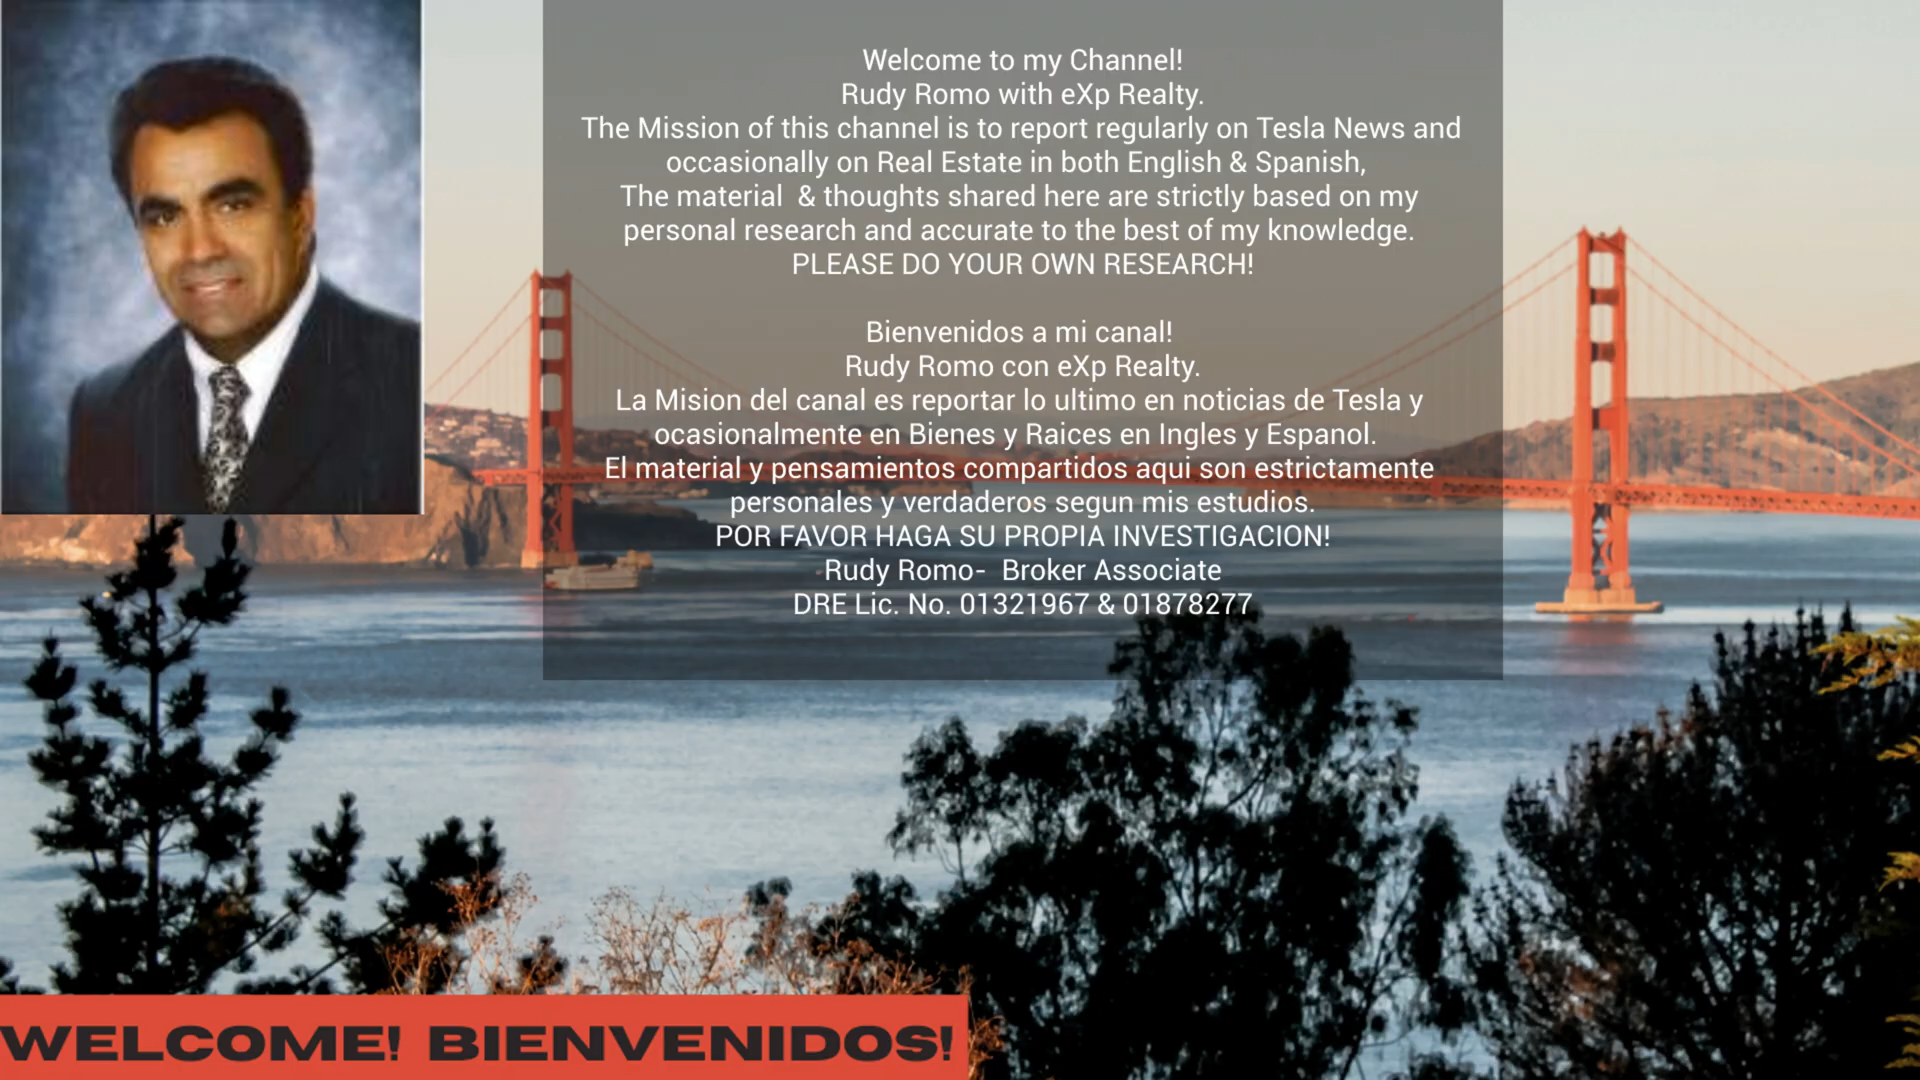 Welcome to my Channel!
Rudy Romo with eXp Realty.
The Mission of this channel is to report regularly on Tesla News and
occasionally on Real Estate in both English & Spanish,
The material & thoughts shared here are strictly based on my
personal research and accurate to the best of my knowledge.
PLEASE DO YOUR OWN RESEARCH!
Bienvenidos a mi canal!
Rudy Romo con eXp Realty.
La Mision del canal es reportar lo ultimo en noticias de Tesla y
ocasionalmente en Bienes y Raices en Ingles y Espanol.
El material y pensamientos compartidos aqui son estrictamente
personales y verdaderos segun mis estudios.
POR FAVOR HAGA SU PROPIA INVESTIGACION!
Rudy Romo- Broker Associate
DRE Lic. No. 01321967 & 01878277
WELCOME! BIENVENIDOS!